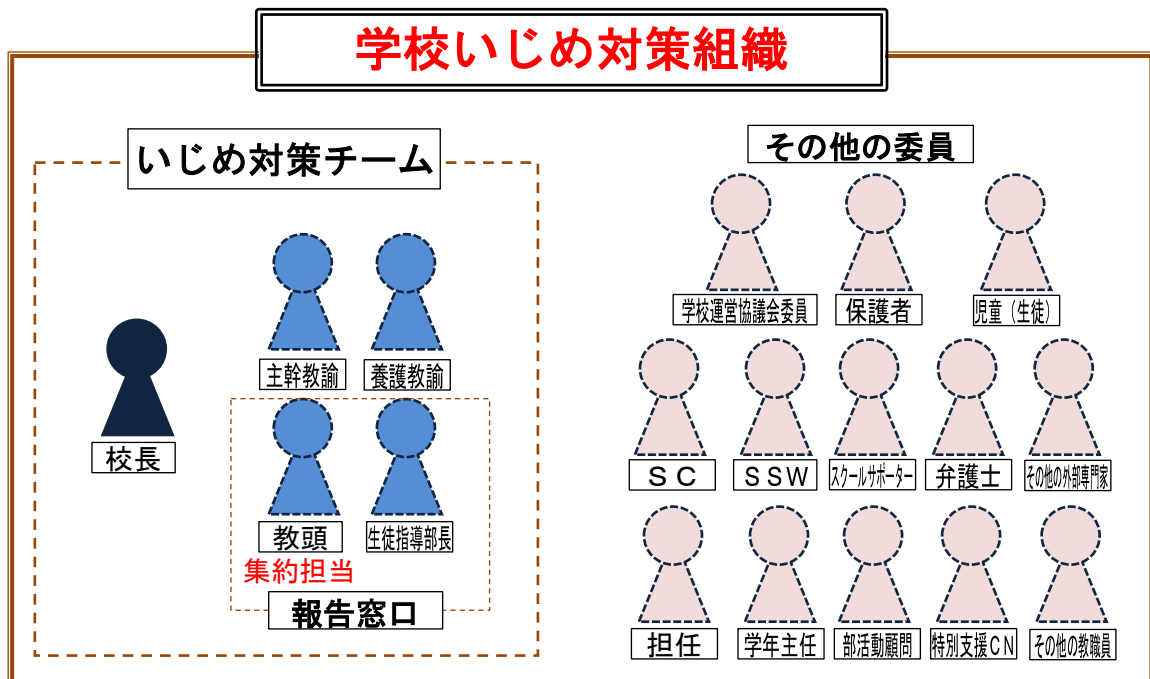 学校いじめ対策組織
いじめ対策チーム
校長
主幹教諭
養護教諭
教頭
生徒指導部長
集約担当
報告窓口
その他の委員
学校運営協議会委員
保護者
児童（生徒）
ＳＣ
ＳＳＷ
スクールサポーター
弁護士
その他の外部専門家
担任
学年主任
部活動顧問
特別支援ＣＮ
その他の教職員